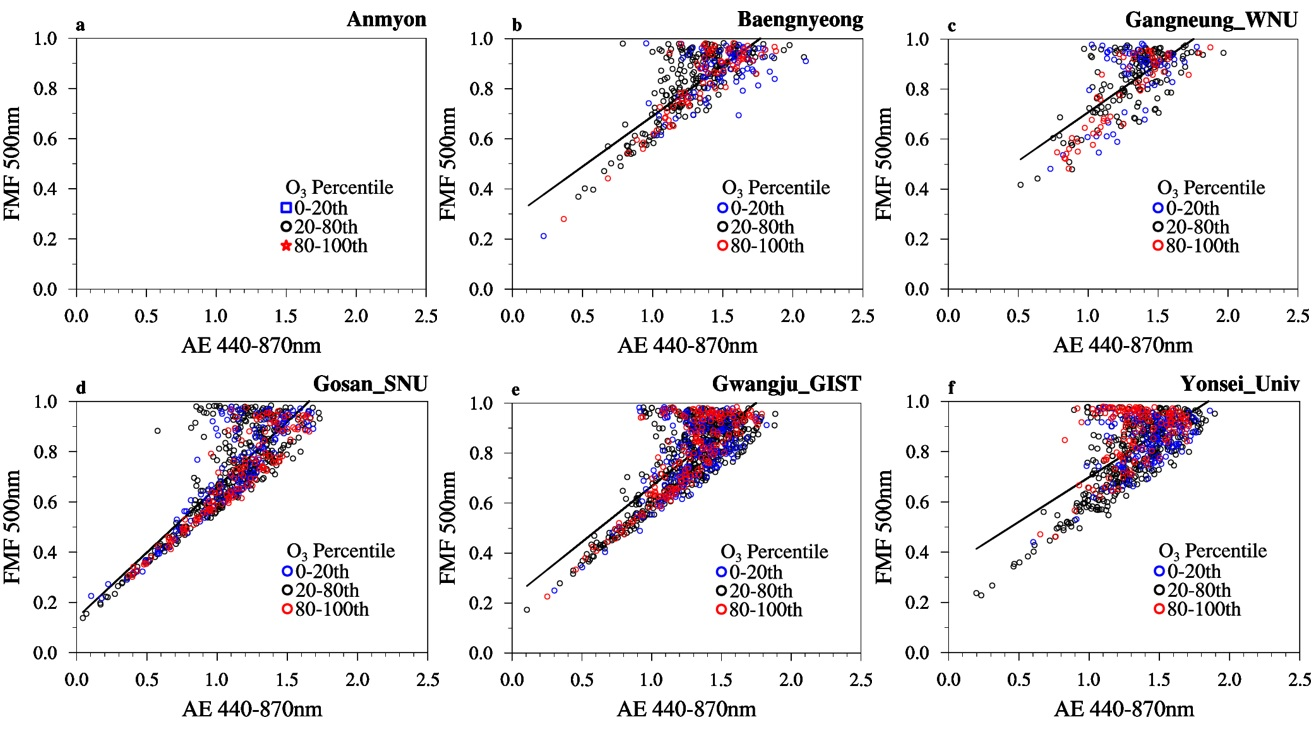 a Anmyon
1.0
0.8
0.6
0.4
0.2
0.0
FMF 500nm
O3 Percentile
0-20th
20-80th
80-100th
0.0 0.5 1.0 1.5 2.0 2.5
AE 440-870nm
b Baengnyeong
1.0
0.8
0.6
0.4
0.2
0.0
FMF 500nm
O3 Percentile
0-20th
20-80th
80-100th
0.0 0.5 1.0 1.5 2.0 2.5
AE 440-870nm
c Gangneung_WNU
1.0
0.8
0.6
0.4
0.2
0.0
FMF 500nm
O3 Percentile
0-20th
20-80th
80-100th
0.0 0.5 1.0 1.5 2.0 2.5
AE 440-870nm
d Gosan_SNU
1.0
0.8
0.6
0.4
0.2
0.0
FMF 500nm
O3 Percentile
0-20th
20-80th
80-100th
0.0 0.5 1.0 1.5 2.0 2.5
AE 440-870nm
e Gwangju_GIST
1.0
0.8
0.6
0.4
0.2
0.0
FMF 500nm
O3 Percentile
0-20th
20-80th
80-100th
0.0 0.5 1.0 1.5 2.0 2.5
AE 440-870nm
f Yonsei_Univ
1.0
0.8
0.6
0.4
0.2
0.0
FMF 500nm
O3 Percentile
0-20th
20-80th
80-100th
0.0 0.5 1.0 1.5 2.0 2.5
AE 440-870nm